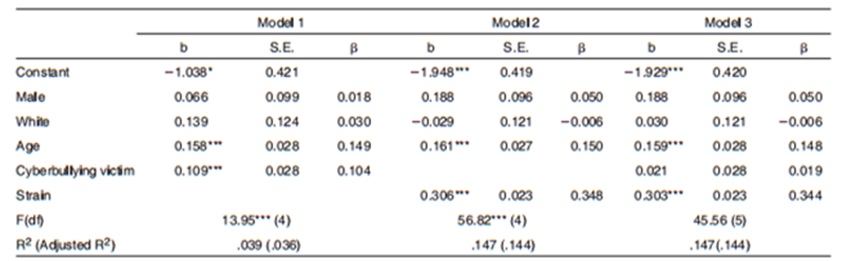 Model 1 Model 2 Model 3
b S.E. β b S.E. β b S.E. β
Constant −1.038* 0.421 −1.948*** 0.419 −1.929*** 0.420
Male 0.066 0.099 0.018 0.188 0.096 0.050 0.188 0.096 0.050
White 0.139 0.124 0.030 −0.029 0.121 −0.006 0.030 0.121 −0.006
Age 0.158*** 0.028 0.149 0.161*** 0.027 0.150 0.159*** 0.028 0.148
Cyberbullying victim 0.109*** 0.028 0.104 0.021 0.028 0.019
Strain 0.306*** 0.023 0.348 0.303*** 0.023 0.344
F(df) 13.95*** (4) 56.82*** (4) 45.56 (5)
R² (Adjusted R²) .039 (.036) .147 (.144) .147(.144)